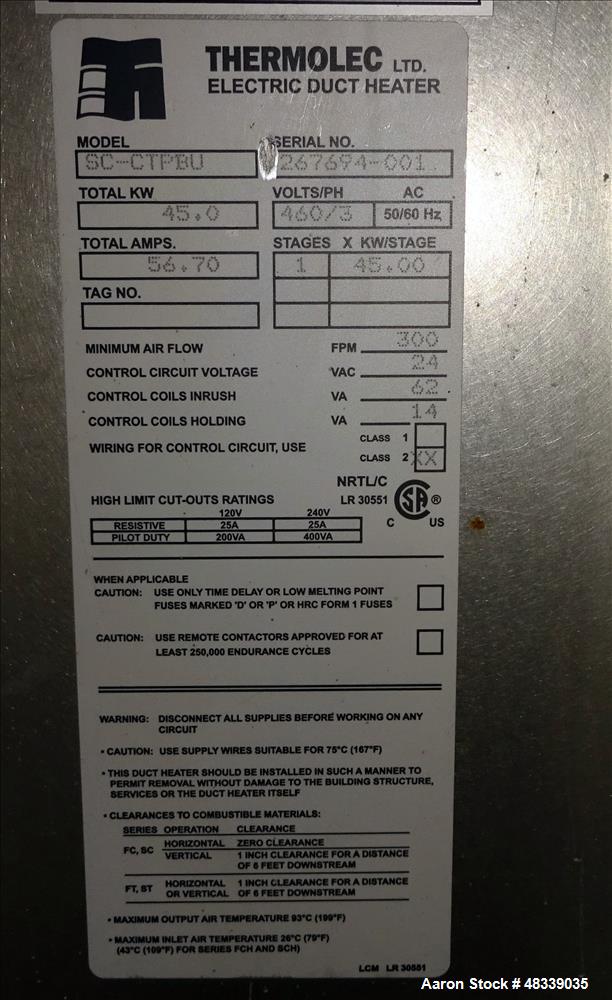 THERMOLEC LTD.
ELECTRIC DUCT HEATER
MODEL SERIAL NO.
SC-CTPBU 267694-001
TOTAL KW VOLTS/PH AC
45.0 460/3 50/60 Hz
TOTAL AMPS. STAGES X KW/STAGE
56.70 1 45.00
TAG NO.
MINIMUM AIR FLOW FPM 300
CONTROL CIRCUIT VOLTAGE VAC 24
CONTROL COILS INRUSH VA 62
CONTROL COILS HOLDING VA 14
WIRING FOR CONTROL CIRCUIT, USE CLASS 1
CLASS 2 XX
NRTL/C
HIGH LIMIT CUT-OUTS RATINGS LR 30551 SA ®
120V 240V C US
RESISTIVE 25A 25A
PILOT DUTY 200VA 400VA
WHEN APPLICABLE
CAUTION: USE ONLY TIME DELAY OR LOW MELTING POINT
FUSES MARKED 'D' OR 'P' OR HRC FORM 1 FUSES
CAUTION: USE REMOTE CONTACTORS APPROVED FOR AT
LEAST 250,000 ENDURANCE CYCLES
WARNING: DISCONNECT ALL SUPPLIES BEFORE WORKING ON ANY
CIRCUIT
• CAUTION: USE SUPPLY WIRES SUITABLE FOR 75°C (167°F)
• THIS DUCT HEATER SHOULD BE INSTALLED IN SUCH A MANNER TO
PERMIT REMOVAL WITHOUT DAMAGE TO THE BUILDING STRUCTURE,
SERVICES OR THE DUCT HEATER ITSELF
• CLEARANCES TO COMBUSTIBLE MATERIALS:
SERIES OPERATION CLEARANCE
FC, SC HORIZONTAL ZERO CLEARANCE
VERTICAL 1 INCH CLEARANCE FOR A DISTANCE
OF 6 FEET DOWNSTREAM
FT, ST HORIZONTAL 1 INCH CLEARANCE FOR A DISTANCE
OR VERTICAL OF 6 FEET DOWNSTREAM
• MAXIMUM OUTPUT AIR TEMPERATURE 93°C (199°F)
• MAXIMUM INLET AIR TEMPERATURE 26°C (79°F)
(43°C (109°F) FOR SERIES FCH AND SCH)
LCM LR 30551
Aaron Stock # 48339035